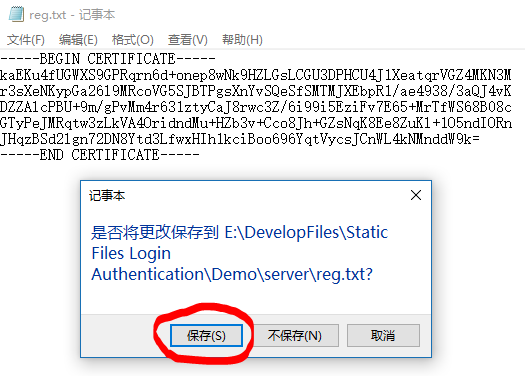 reg.txt - 记事本
文件(F) 编辑(E) 格式(O) 查看(V) 帮助(H)
-----BEGIN CERTIFICATE-----
kaEKu4fUGWXS9GPRqrn6d+onep8wNk9HZLGsLCGU3DPHCU4J1XeatqrVGZ4MKN3M
r3sXeNKypGa26l9MRcoVG5SJBTPgsXnYvSQeSfSMTMJXEbpR1/ae4938/3aQJ4vK
DZZA1cPBU+9m/gPvMm4r631ztyCaJ8rwc3Z/6i99i5EziFv7E65+MrTfWS68B08c
GTyPeJMRqtw3zLkVA4OridndMu+HZb3v+Cco8Jh+GZsNqK8Ee8ZuK1+1O5ndIORn
JHqzBSd2lgn72DN8Ytd3LfwxHIhlkciBoo696YqtVycsJCnWL4kNMnddW9k=
-----END CERTIFICATE-----
记事本
是否将更改保存到 E:\DevelopFiles\Static
Files Login
Authentication\Demo\server\reg.txt?
保存(S) 不保存(N) 取消